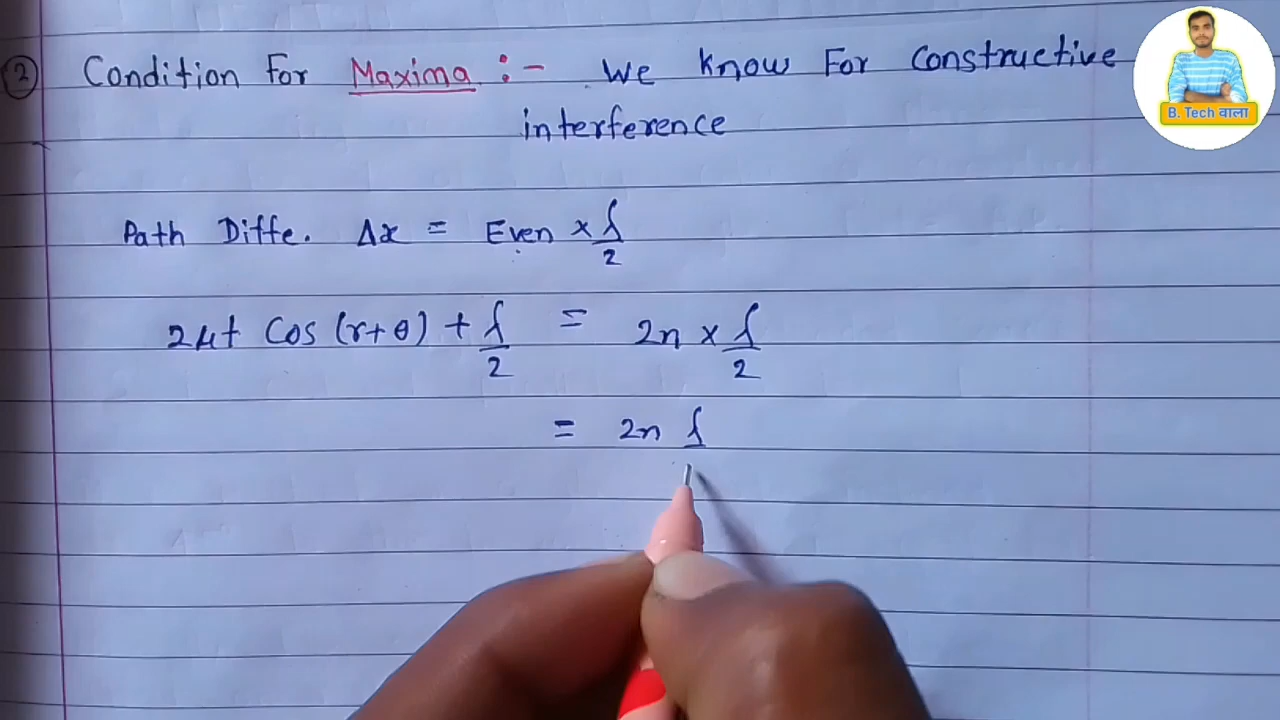 ② Condition For Maxima :- We know For Constructive
interference
B. Tech वाला
Path Diffe. Δx = Even × λ/2
2μt Cos (r+θ) + λ/2 = 2n × λ/2
= 2n λ